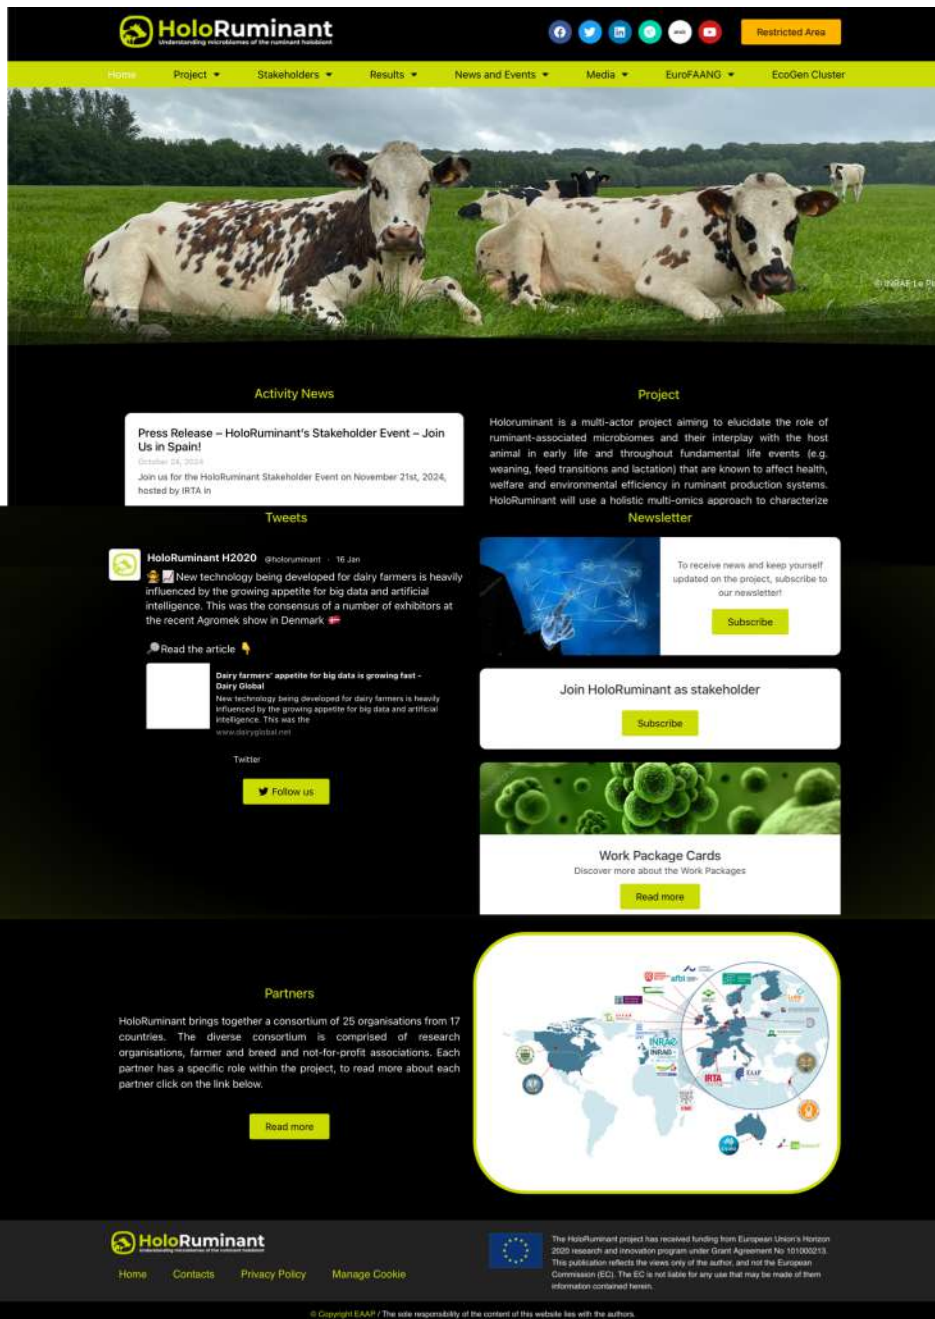 HoloRuminant
Understanding microbiomes of the ruminant holobiont
Restricted Area
Home
Project
Stakeholders
Results
News and Events
Media
EuroFAANG
EcoGen Cluster
Activity News
Press Release – HoloRuminant's Stakeholder Event – Join
Us in Spain!
October 24, 2024
Join us for the HoloRuminant Stakeholder Event on November 21st, 2024,
hosted by IRTA in
Project
Holoruminant is a multi-actor project aiming to elucidate the role of
ruminant-associated microbiomes and their interplay with the host
animal in early life and throughout fundamental life events (e.g.
weaning, feed transitions and lactation) that are known to affect health,
welfare and environmental efficiency in ruminant production systems.
HoloRuminant will use a holistic multi-omics approach to characterize
Tweets
HoloRuminant H2020 @holoruminant · 16 Jan
New technology being developed for dairy farmers is heavily
influenced by the growing appetite for big data and artificial
intelligence. This was the consensus of a number of exhibitors at
the recent Agromek show in Denmark
Read the article
Dairy farmers' appetite for big data is growing fast -
Dairy Global
New technology being developed for dairy farmers is heavily
influenced by the growing appetite for big data and artificial
intelligence. This was the
www.dairyglobal.net
Twitter
Follow us
Newsletter
To receive news and keep yourself
updated on the project, subscribe to
our newsletter!
Subscribe
Join HoloRuminant as stakeholder
Subscribe
Work Package Cards
Discover more about the Work Packages
Read more
Partners
HoloRuminant brings together a consortium of 25 organisations from 17
countries. The diverse consortium is comprised of research
organisations, farmer and breed and not-for-profit associations. Each
partner has a specific role within the project, to read more about each
partner click on the link below.
Read more
afbi
INRAE
INRAE
IRTA
EAAP
HoloRuminant
Understanding microbiomes of the ruminant holobiont
Home
Contacts
Privacy Policy
Manage Cookie
The HoloRuminant project has received funding from European Union's Horizon
2020 research and innovation program under Grant Agreement No 101000213.
This publication reflects the views only of the author, and not the European
Commission (EC). The EC is not liable for any use that may be made of them
information contained herein.
© Copyright EAAP / The sole responsibility of the content of this website lies with the authors.